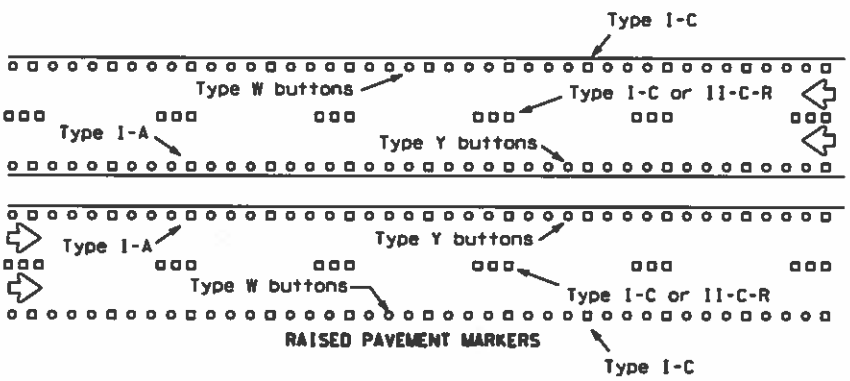 Type I-C
Type W buttons
Type I-C or II-C-R
Type I-A
Type Y buttons
Type I-A
Type Y buttons
Type W buttons
Type I-C or II-C-R
RAISED PAVEMENT MARKERS
Type I-C